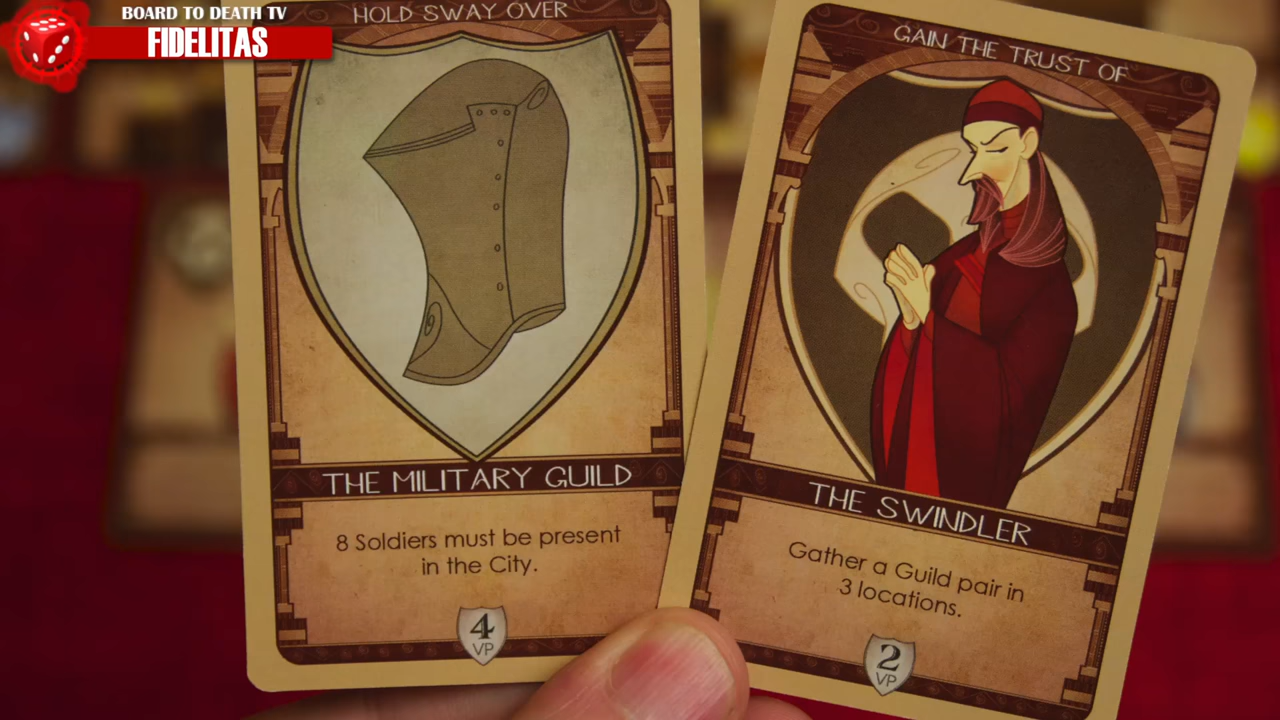 BOARD TO DEATH TV
FIDELITAS
HOLD SWAY OVER
THE MILITARY GUILD
8 Soldiers must be present
in the City.
4
VP
GAIN THE TRUST OF
THE SWINDLER
Gather a Guild pair in
3 locations.
2
VP